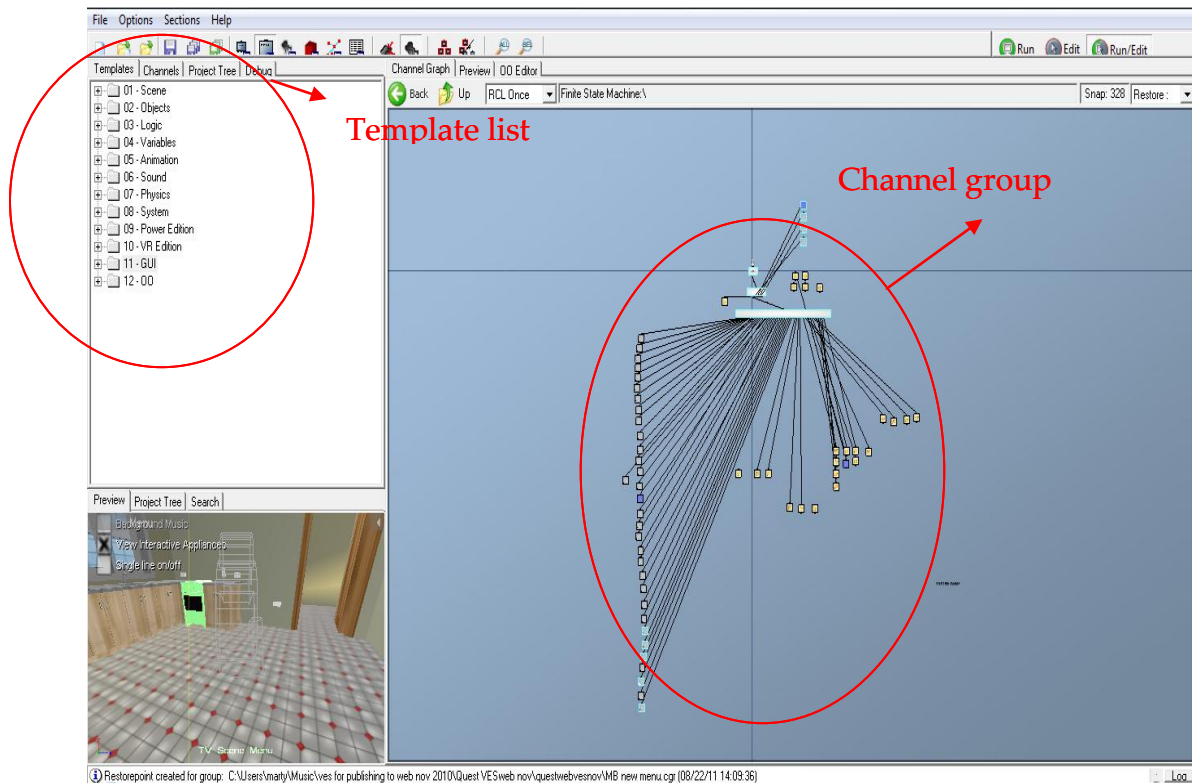 File Options Sections Help
Run Edit Run/Edit
Templates Channels Project Tree Debug
Channel Graph Preview OO Editor
Back Up RCL Once Finite State Machine:\ Snap: 328 Restore :
01 - Scene
02 - Objects
03 - Logic
04 - Variables
05 - Animation
06 - Sound
07 - Physics
08 - System
09 - Power Edition
10 - VR Edition
11 - GUI
12 - OO
Template list
Channel group
Preview Project Tree Search
Menu
Background Music
View Interactive Appliances
Single line on/off
TV Scene Menu
Restorepoint created for group: C:\Users\marty\Music\ves for publishing to web nov 2010\Quest VESweb nov\questwebvesnov\MB new menu.cgr (08/22/11 14:09:36)
Log